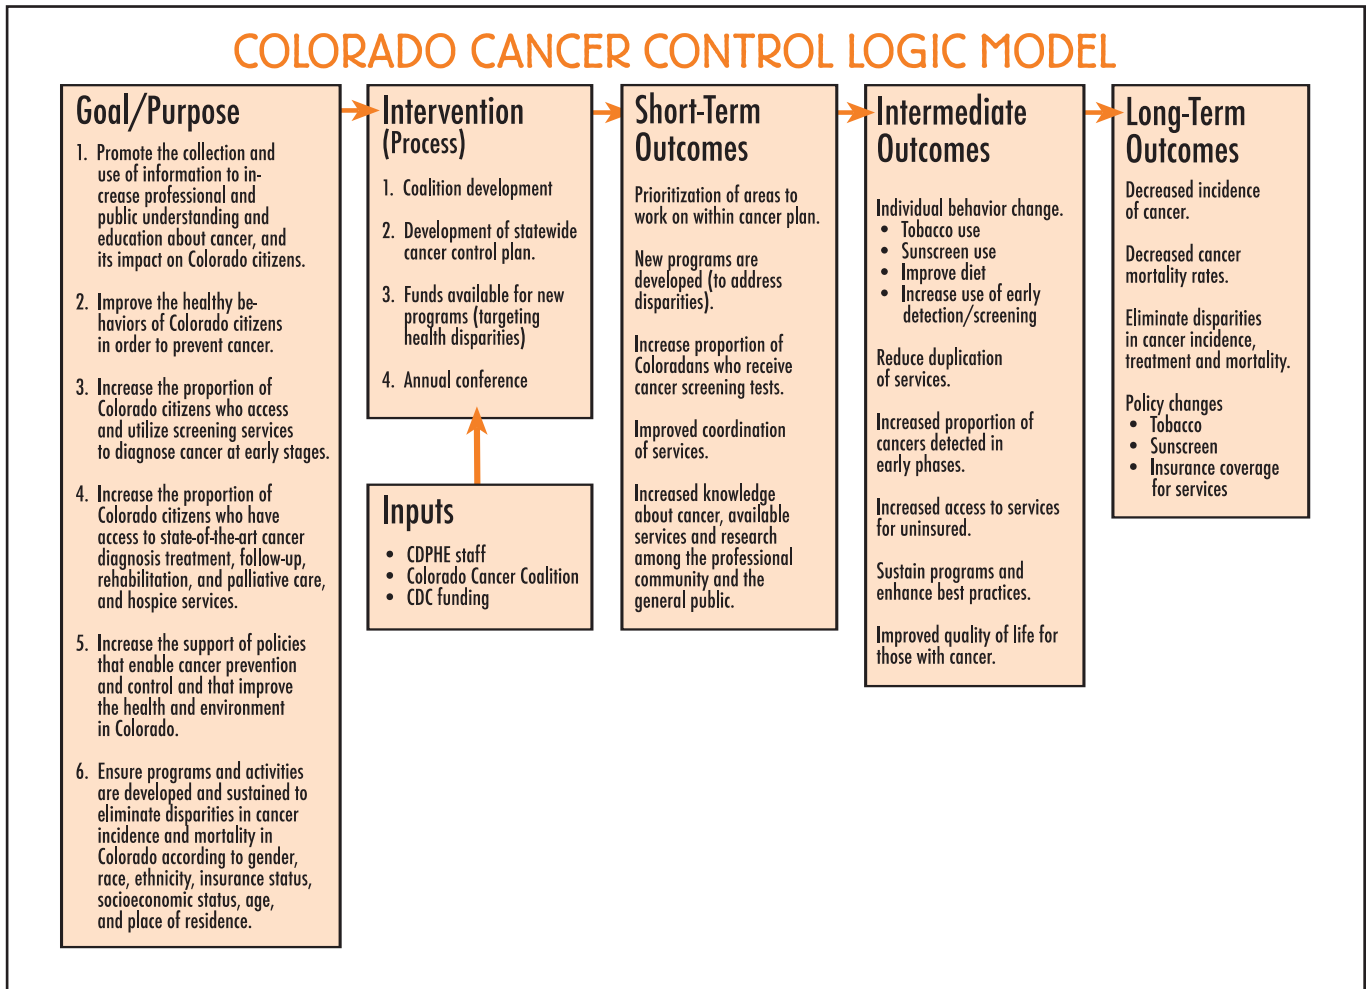 COLORADO CANCER CONTROL LOGIC MODEL
Goal/Purpose
1. Promote the collection and
use of information to in-
crease professional and
public understanding and
education about cancer, and
its impact on Colorado citizens.
2. Improve the healthy be-
haviors of Colorado citizens
in order to prevent cancer.
3. Increase the proportion of
Colorado citizens who access
and utilize screening services
to diagnose cancer at early stages.
4. Increase the proportion of
Colorado citizens who have
access to state-of-the-art cancer
diagnosis treatment, follow-up,
rehabilitation, and palliative care,
and hospice services.
5. Increase the support of policies
that enable cancer prevention
and control and that improve
the health and environment
in Colorado.
6. Ensure programs and activities
are developed and sustained to
eliminate disparities in cancer
incidence and mortality in
Colorado according to gender,
race, ethnicity, insurance status,
socioeconomic status, age,
and place of residence.
Intervention
(Process)
1. Coalition development
2. Development of statewide
cancer control plan.
3. Funds available for new
programs (targeting
health disparities)
4. Annual conference
Inputs
• CDPHE staff
• Colorado Cancer Coalition
• CDC funding
Short-Term
Outcomes
Prioritization of areas to
work on within cancer plan.
New programs are
developed (to address
disparities).
Increase proportion of
Coloradans who receive
cancer screening tests.
Improved coordination
of services.
Increased knowledge
about cancer, available
services and research
among the professional
community and the
general public.
Intermediate
Outcomes
Individual behavior change.
• Tobacco use
• Sunscreen use
• Improve diet
• Increase use of early
detection/screening
Reduce duplication
of services.
Increased proportion of
cancers detected in
early phases.
Increased access to services
for uninsured.
Sustain programs and
enhance best practices.
Improved quality of life for
those with cancer.
Long-Term
Outcomes
Decreased incidence
of cancer.
Decreased cancer
mortality rates.
Eliminate disparities
in cancer incidence,
treatment and mortality.
Policy changes
• Tobacco
• Sunscreen
• Insurance coverage
for services